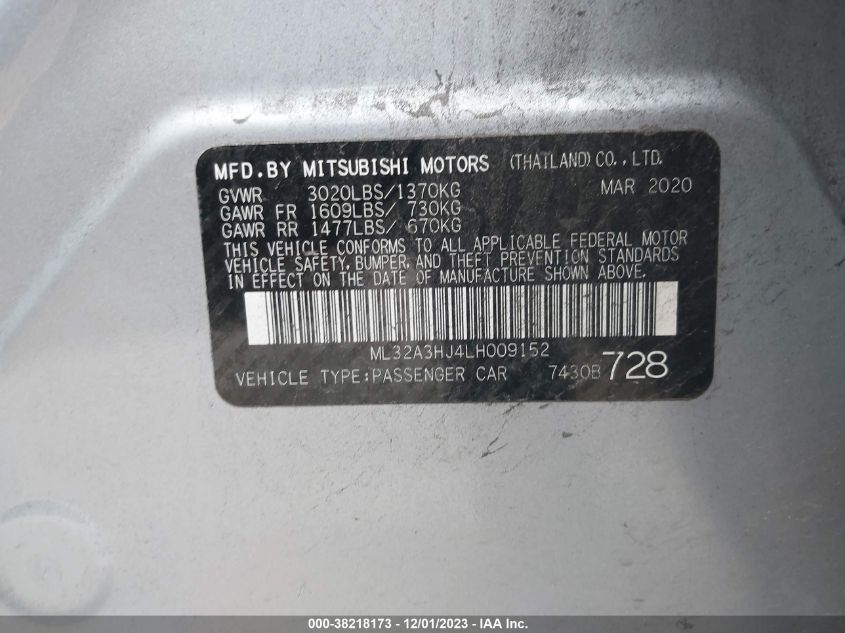 MFD.BY MITSUBISHI MOTORS (THAILAND) CO., LTD.
GVWR 3020LBS/1370KG MAR 2020
GAWR FR 1609LBS/ 730KG
GAWR RR 1477LBS/ 670KG
THIS VEHICLE CONFORMS TO ALL APPLICABLE FEDERAL MOTOR
VEHICLE SAFETY, BUMPER, AND THEFT PREVENTION STANDARDS
IN EFFECT ON THE DATE OF MANUFACTURE SHOWN ABOVE.
ML32A3HJ4LH009152
VEHICLE TYPE:PASSENGER CAR 7430B 728
000-38218173 - 12/01/2023 - IAA Inc.